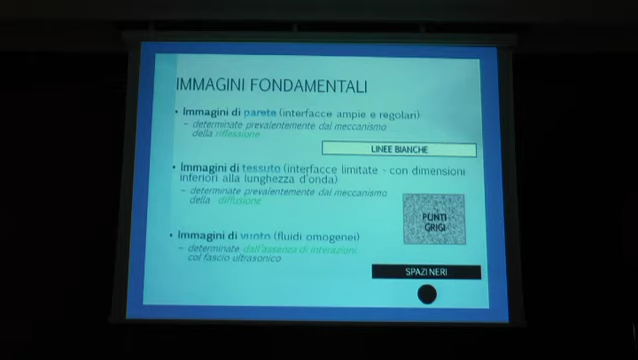 IMMAGINI FONDAMENTALI
• Immagini di parete (interfacce ampie e regolari)
– determinate prevalentemente dal meccanismo
della riflessione
LINEE BIANCHE
• Immagini di tessuto (interfacce limitate - con dimensioni
inferiori alla lunghezza d'onda)
– determinate prevalentemente dal meccanismo
della diffusione
PUNTI
GRIGI
• Immagini di vuoto (fluidi omogenei)
– determinate dall'assenza di interazioni
col fascio ultrasonico
SPAZI NERI